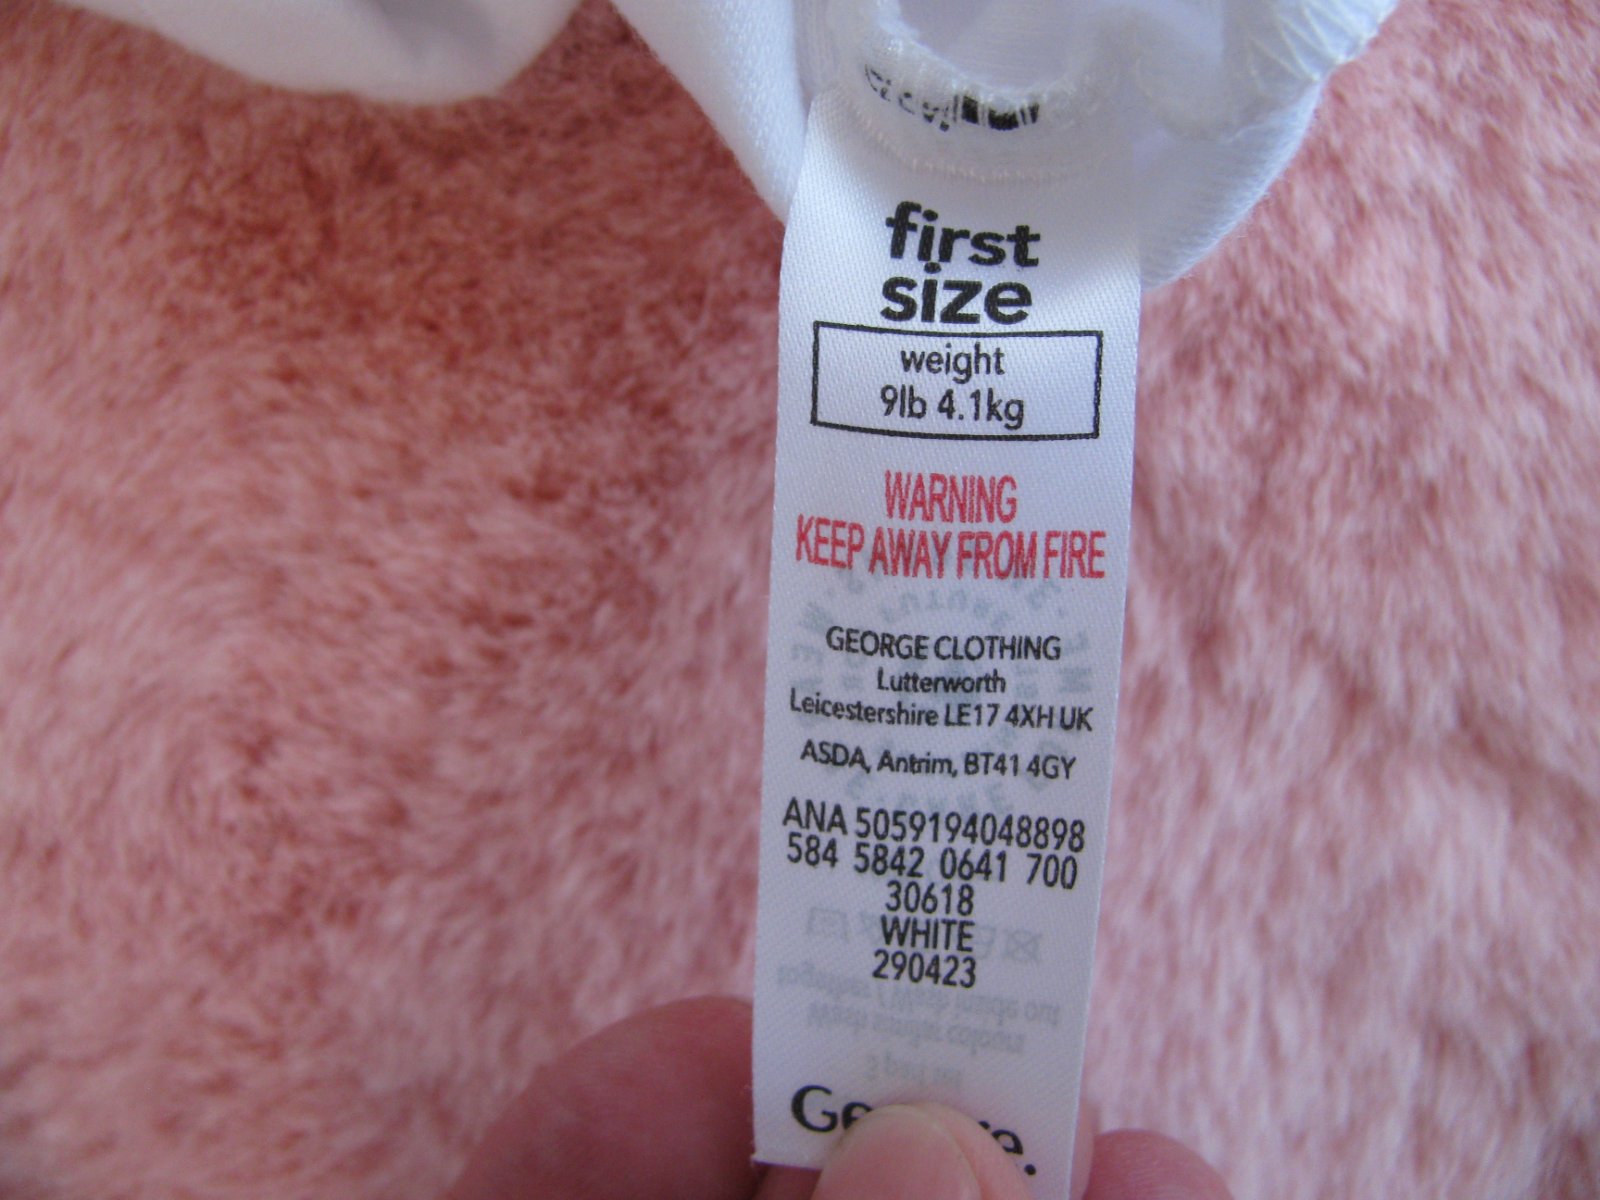 first
size
weight
9lb 4.1kg
WARNING
KEEP AWAY FROM FIRE
GEORGE CLOTHING
Lutterworth
Leicestershire LE17 4XH UK
ASDA, Antrim, BT41 4GY
ANA 5059194048898
584 5842 0641 700
30618
WHITE
290423